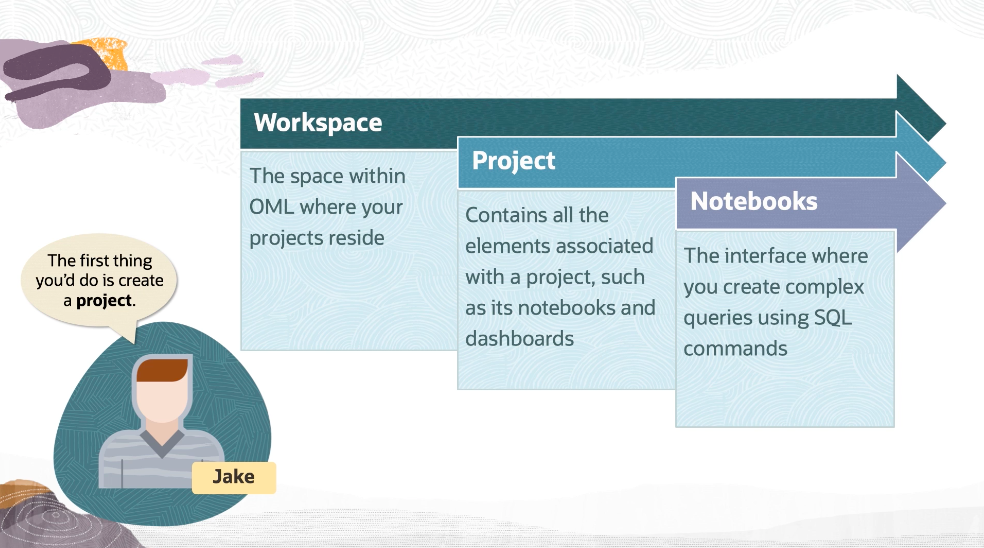 Workspace
The space within
OML where your
projects reside
Project
Contains all the
elements associated
with a project, such
as its notebooks and
dashboards
Notebooks
The interface where
you create complex
queries using SQL
commands
The first thing
you'd do is create
a project.
Jake